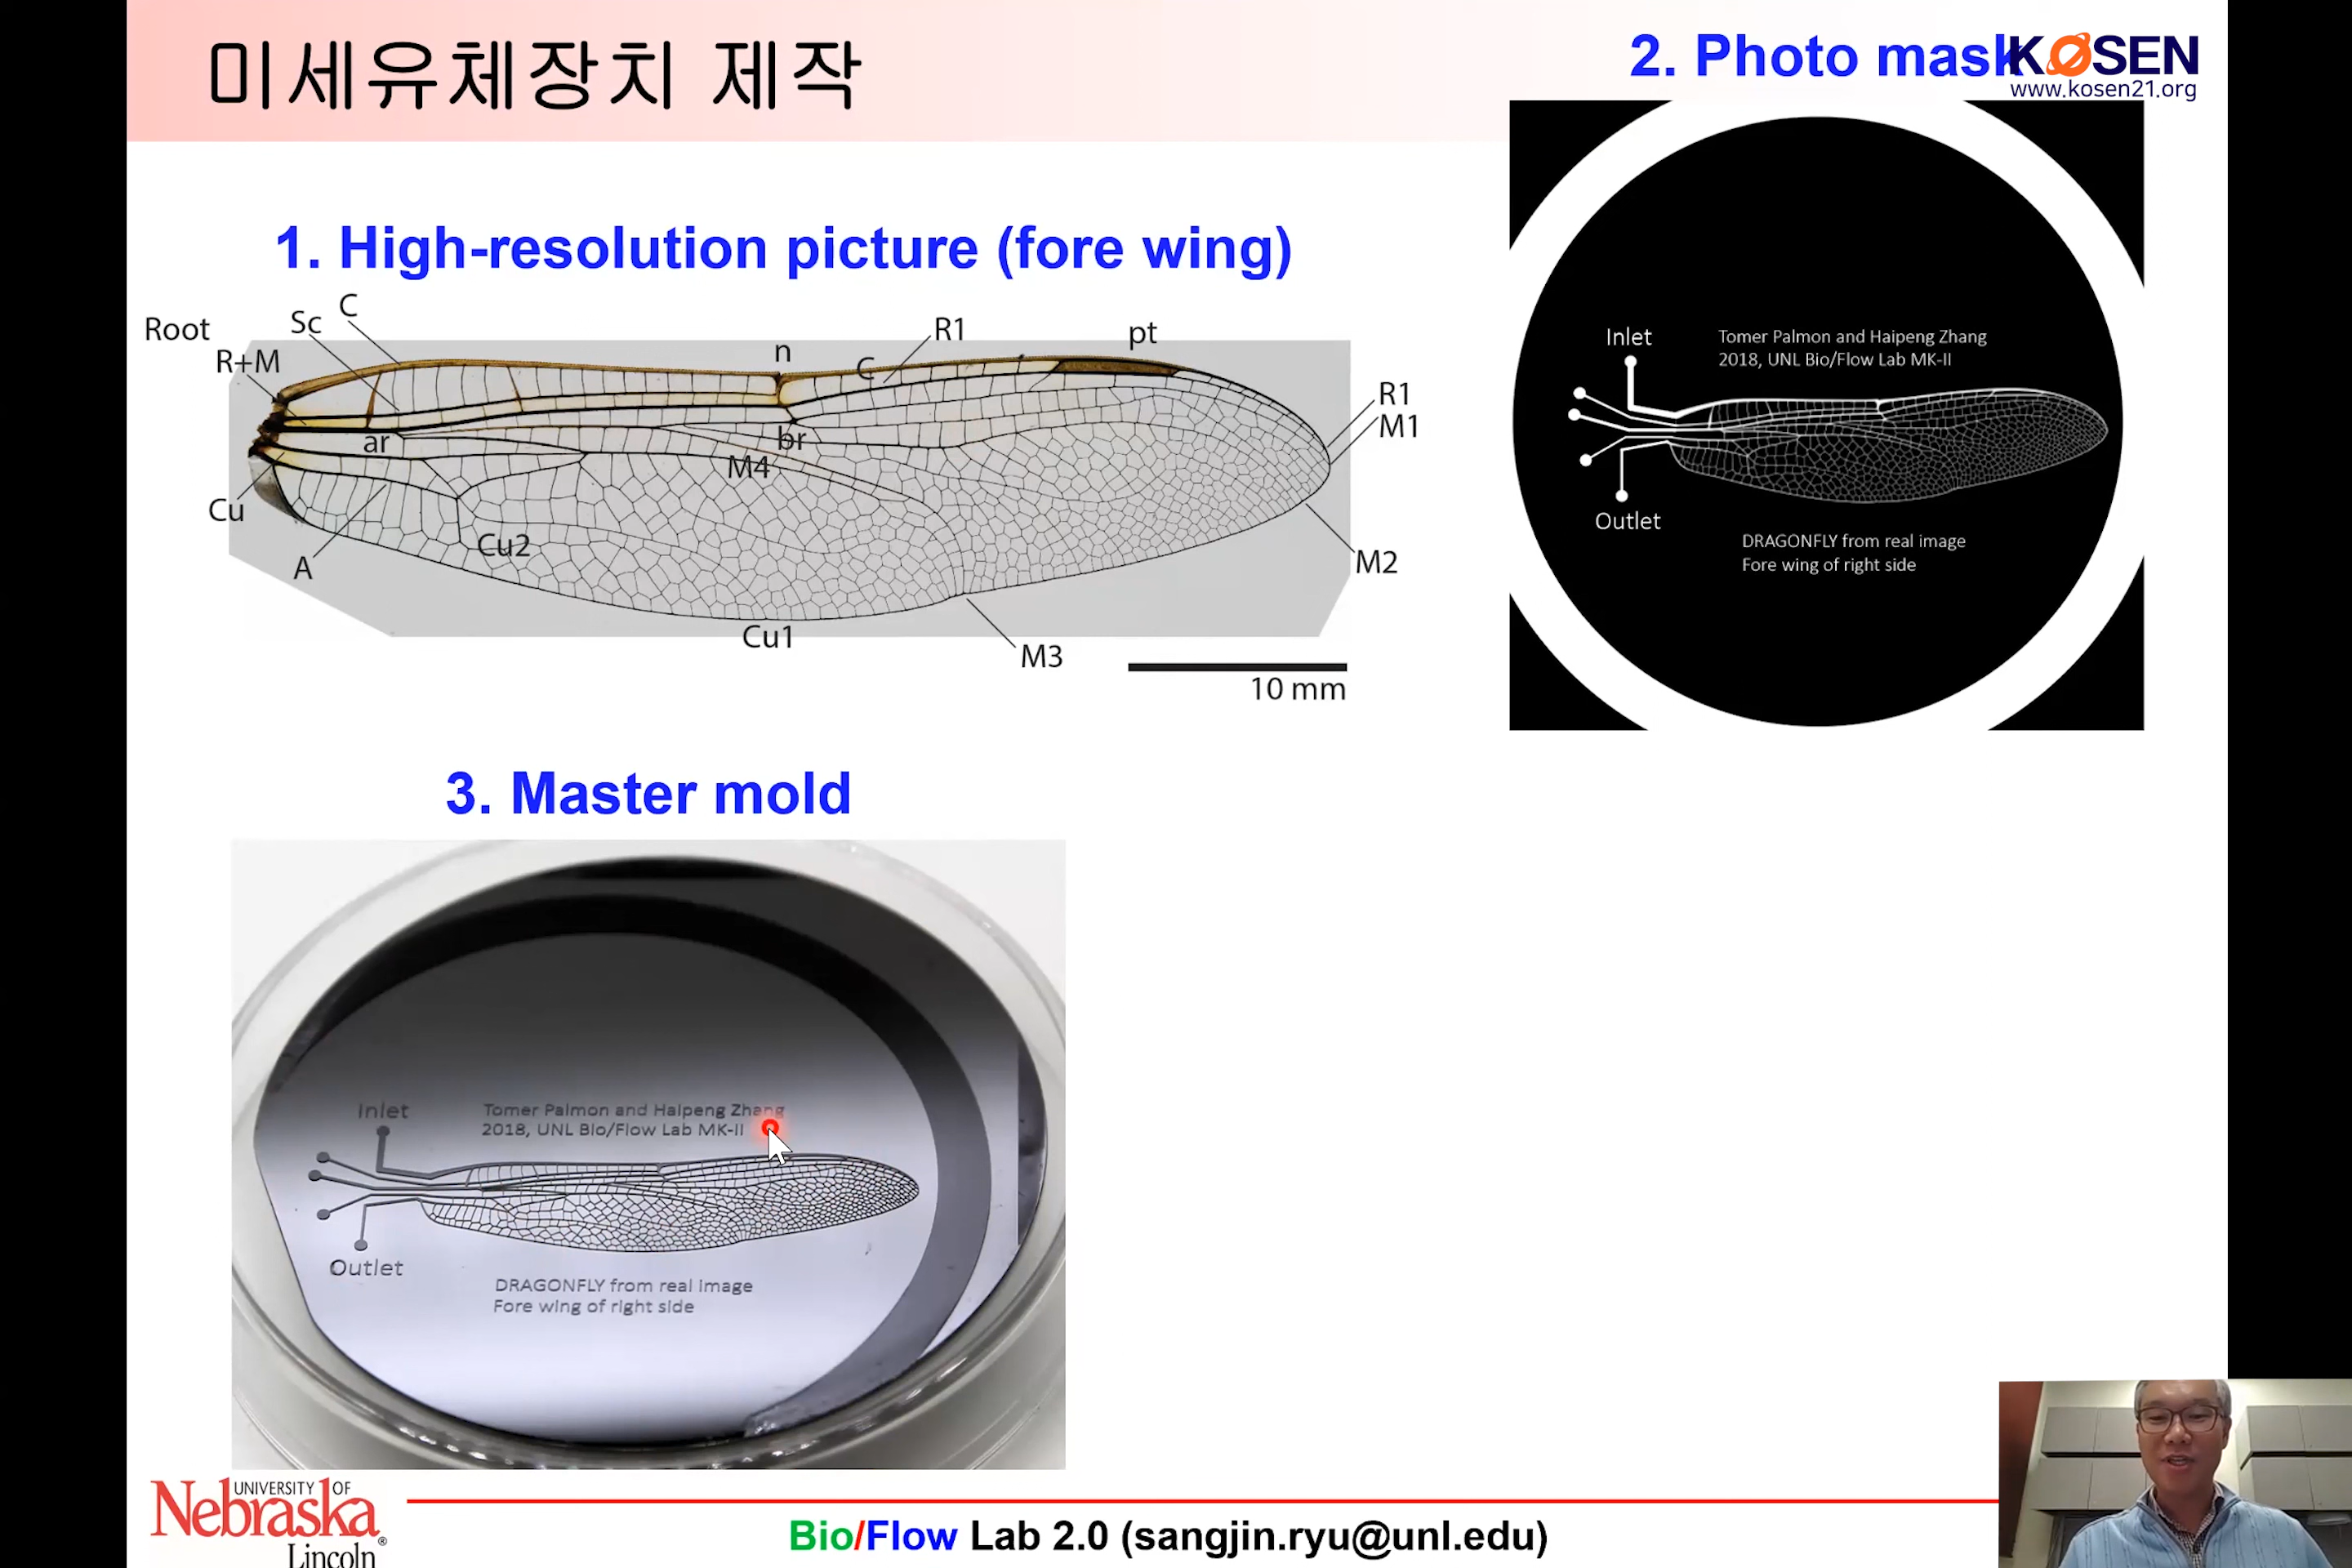 미세유체장치 제작
2. Photo mask
KOSEN
www.kosen21.org
1. High-resolution picture (fore wing)
Root
R+M
Sc
C
n
C
R1
pt
R1
M1
ar
br
M4
Cu
A
Cu2
Cu1
M3
M2
10 mm
Inlet
Tomer Palmon and Haipeng Zhang
2018, UNL Bio/Flow Lab MK-II
Outlet
DRAGONFLY from real image
Fore wing of right side
3. Master mold
Inlet
Tomer Palmon and Haipeng Zhang
2018, UNL Bio/Flow Lab MK-II
Outlet
DRAGONFLY from real image
Fore wing of right side
UNIVERSITY OF
Nebraska®
Lincoln
Bio/Flow Lab 2.0 (sangjin.ryu@unl.edu)